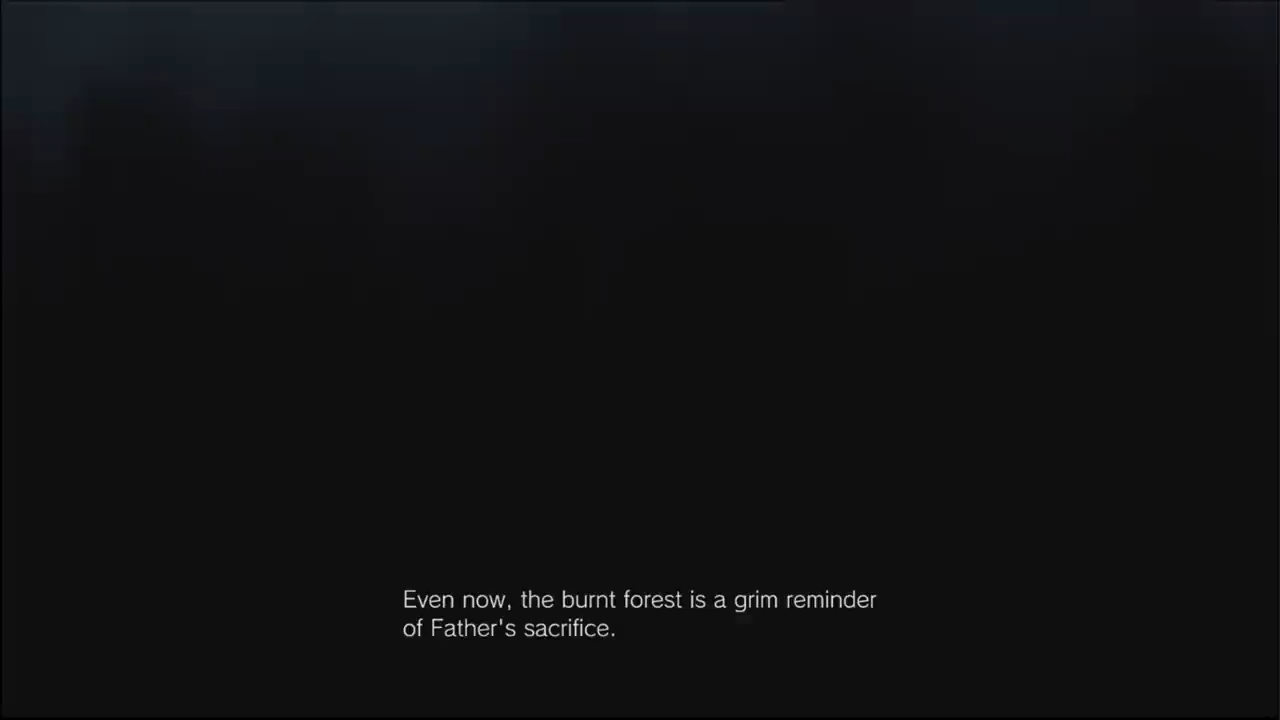 Even now, the burnt forest is a grim reminder
of Father's sacrifice.